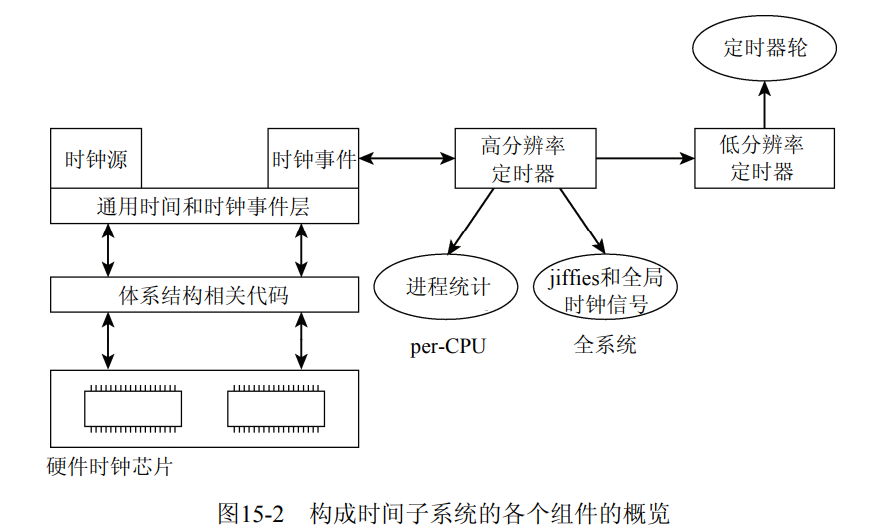 定时器轮
时钟源
时钟事件
高分辨率
定时器
低分辨率
定时器
通用时间和时钟事件层
体系结构相关代码
进程统计
jiffies和全局
时钟信号
per-CPU
全系统
硬件时钟芯片
图15-2 构成时间子系统的各个组件的概览